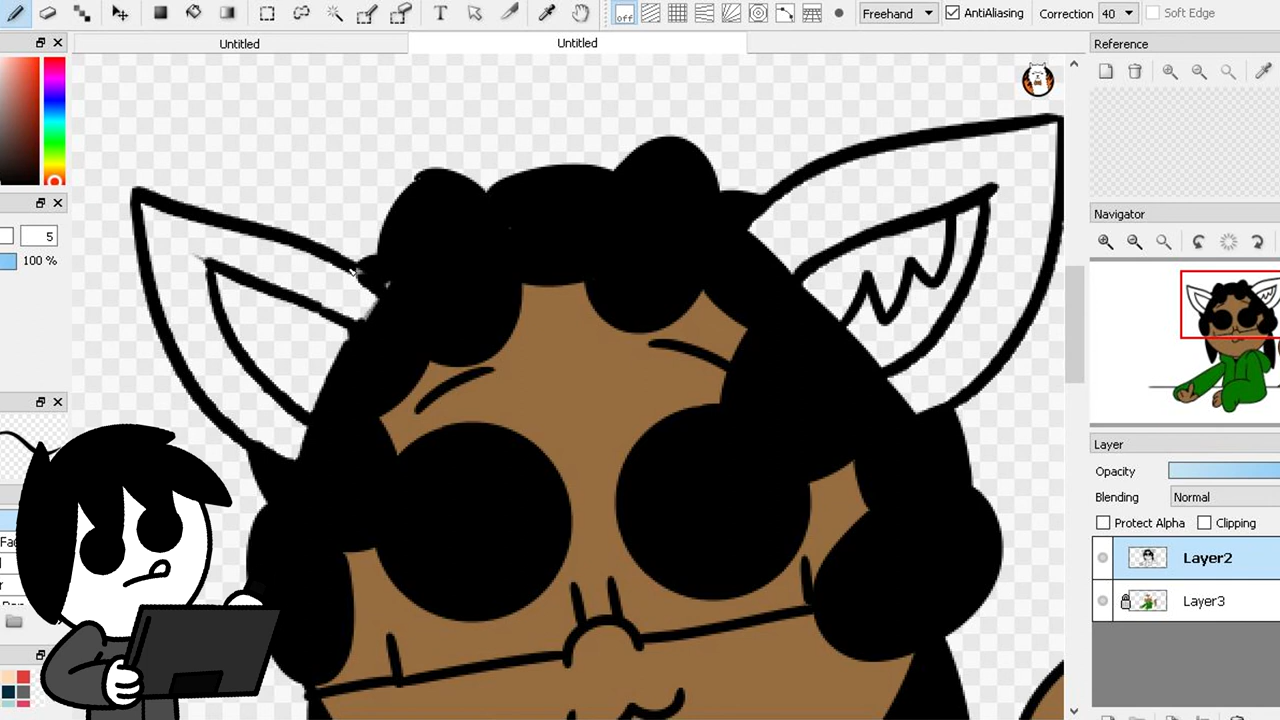 T
off
Freehand
AntiAliasing
Correction
40
Soft Edge
Untitled
Untitled
Reference
5
100 %
Navigator
Layer
Opacity
Blending
Normal
Protect Alpha
Clipping
Layer2
Layer3